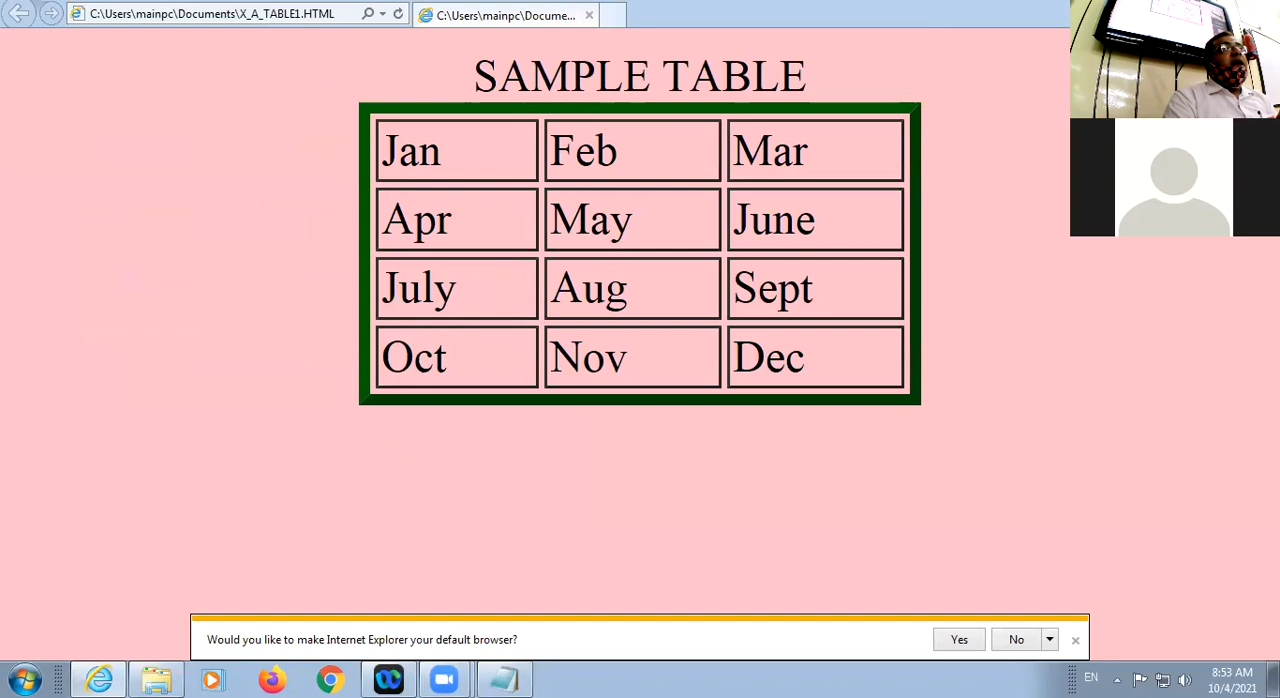 C:\Users\mainpc\Documents\X_A_TABLE1.HTML
C:\Users\mainpc\Docume...
SAMPLE TABLE
Jan Feb Mar
Apr May June
July Aug Sept
Oct Nov Dec
Would you like to make Internet Explorer your default browser?
Yes No
EN
8:53 AM
10/4/2021